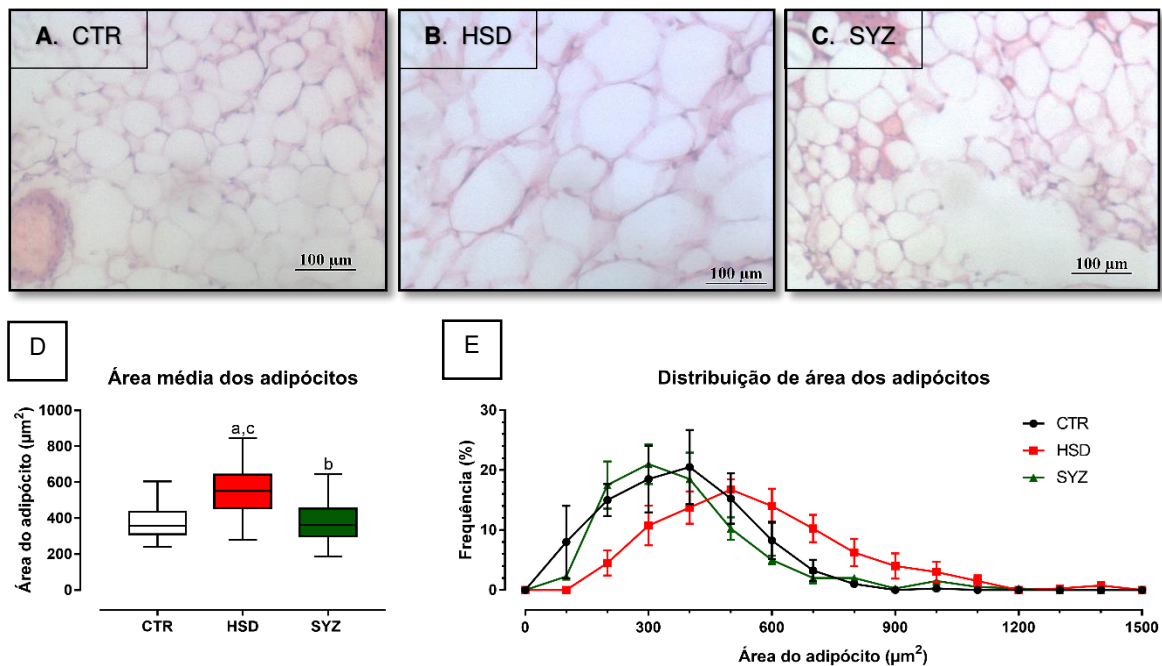 A. CTR
B. HSD
C. SYZ
100 µm
100 µm
100 µm
D
Área média dos adipócitos
Área do adipócito (µm²)
1000
800
600
400
200
0
a,c
b
CTR
HSD
SYZ
E
Distribuição de área dos adipócitos
Frequência (%)
30
20
10
0
CTR
HSD
SYZ
0
300
600
900
1200
1500
Área do adipócito (µm²)